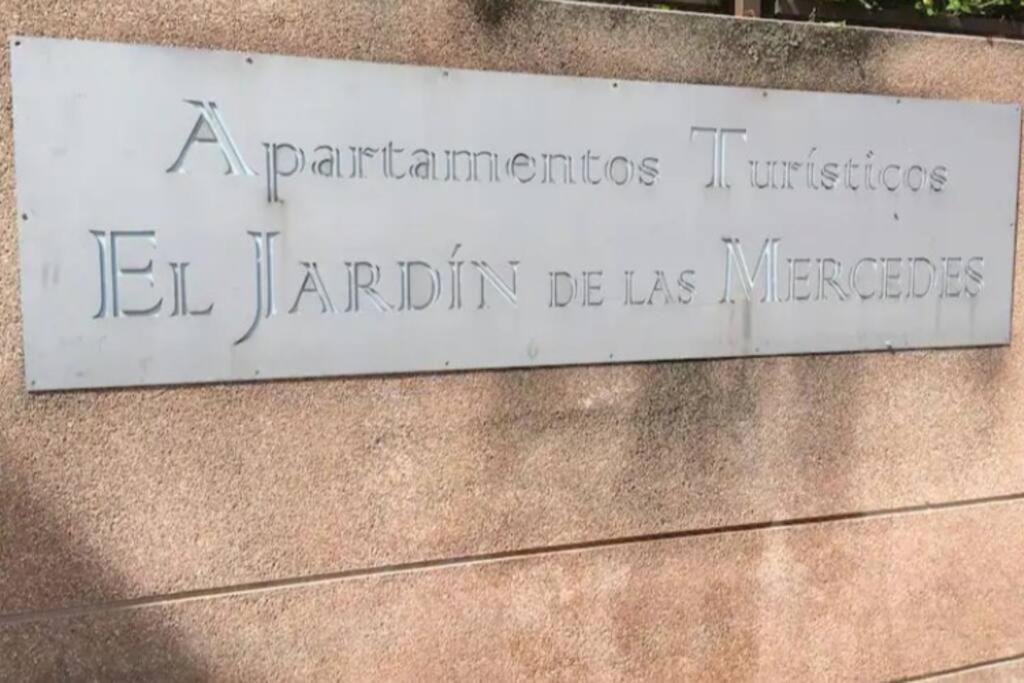 Apartamentos Turísticos
El Jardín de las Mercedes